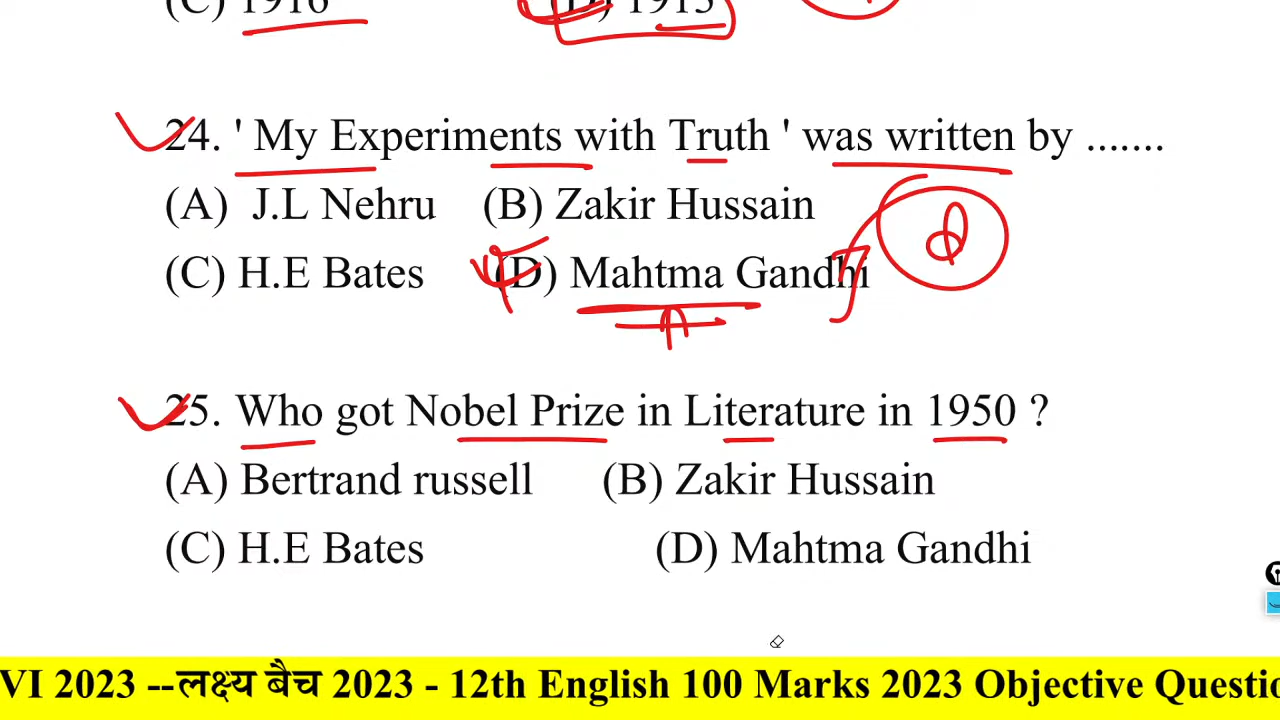 (C) 1916 (D) 1915
24. ' My Experiments with Truth ' was written by .......
(A) J.L Nehru (B) Zakir Hussain
(C) H.E Bates (D) Mahtma Gandhi
d
25. Who got Nobel Prize in Literature in 1950 ?
(A) Bertrand russell (B) Zakir Hussain
(C) H.E Bates (D) Mahtma Gandhi
VI 2023 --लक्ष्य बैच 2023 - 12th English 100 Marks 2023 Objective Questio